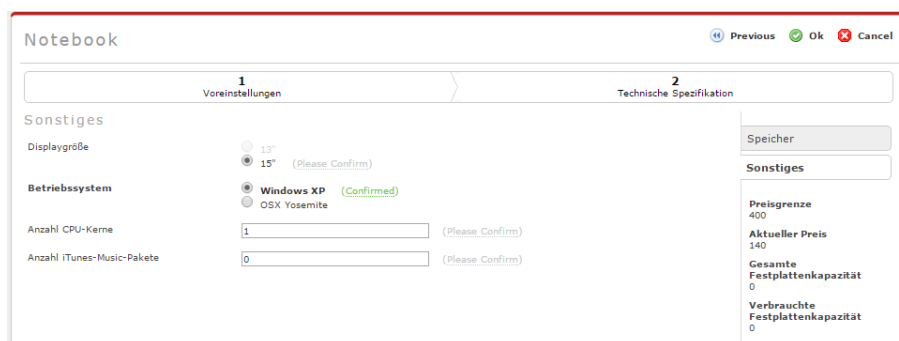 Notebook
Previous Ok Cancel
1
Voreinstellungen
2
Technische Spezifikation
Sonstiges
Displaygröße
13"
15" (Please Confirm)
Betriebssystem
Windows XP (Confirmed)
OSX Yosemite
Anzahl CPU-Kerne
1 (Please Confirm)
Anzahl iTunes-Music-Pakete
0 (Please Confirm)
Speicher
Sonstiges
Preisgrenze
400
Aktueller Preis
140
Gesamte
Festplattenkapazität
0
Verbrauchte
Festplattenkapazität
0